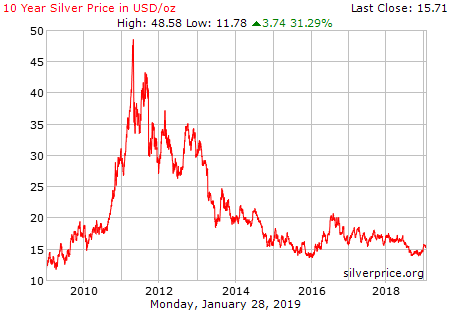 10 Year Silver Price in USD/oz Last Close: 15.71
High: 48.58 Low: 11.78 ▲3.74 31.29%
50
45
40
35
30
25
20
15
10
silverprice.org
2010 2012 2014 2016 2018
Monday, January 28, 2019